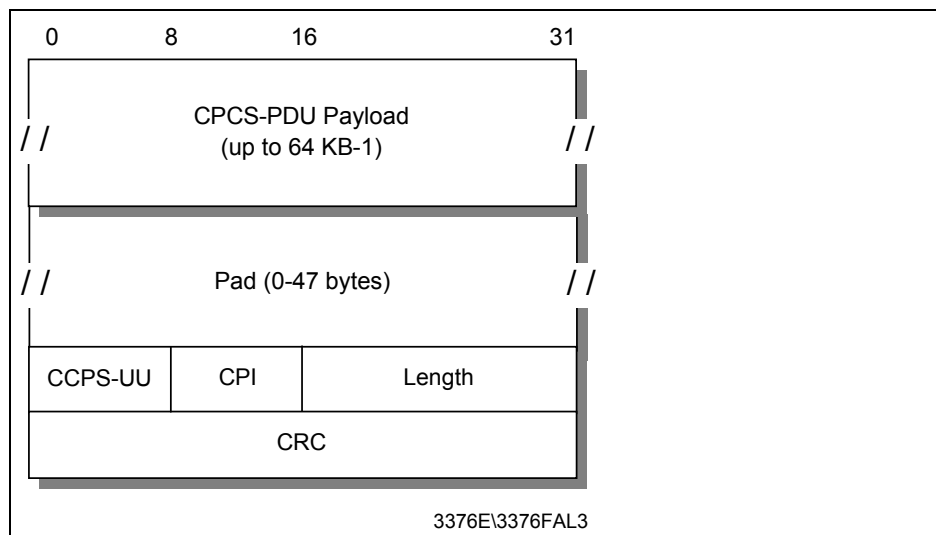 0 8 16 31
CPCS-PDU Payload
(up to 64 KB-1)
/ / / /
Pad (0-47 bytes)
/ / / /
CCPS-UU CPI Length
CRC
3376E\3376FAL3